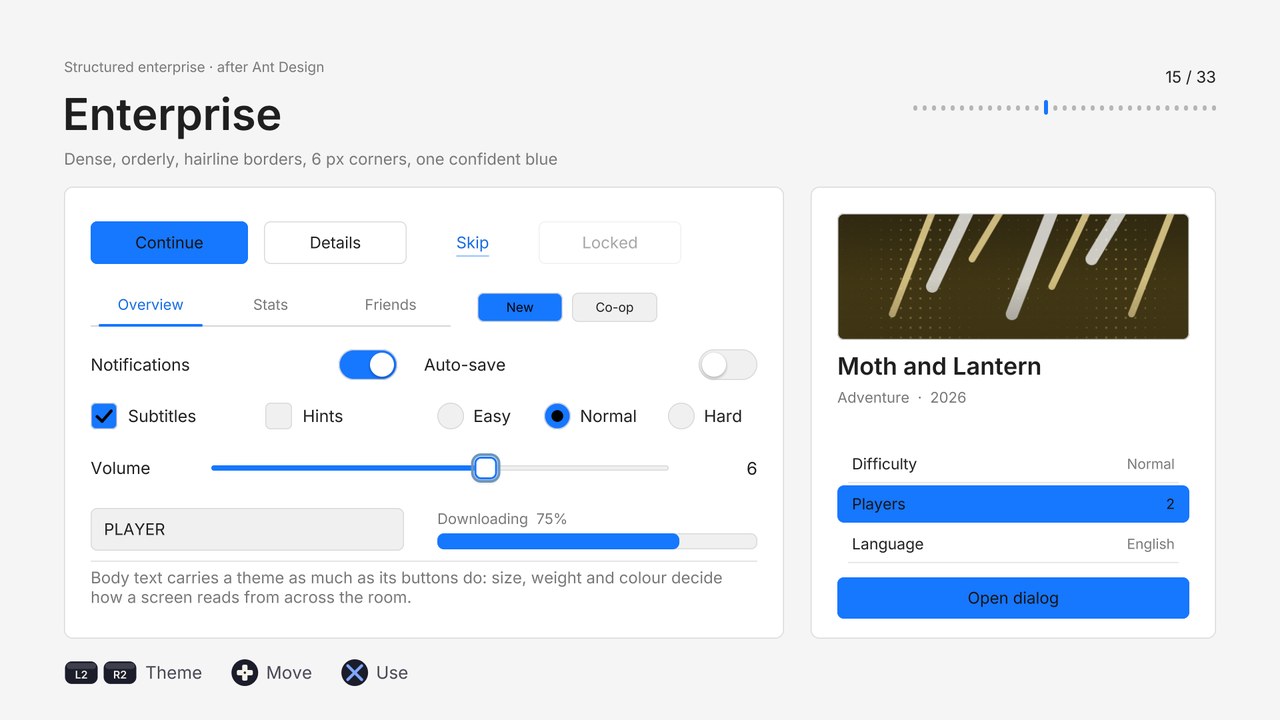 Structured enterprise · after Ant Design
Enterprise
Dense, orderly, hairline borders, 6 px corners, one confident blue
15 / 33
Continue
Details
Skip
Locked
Overview
Stats
Friends
New
Co-op
Notifications
Auto-save
Subtitles
Hints
Easy
Normal
Hard
Volume
6
PLAYER
Downloading 75%
Body text carries a theme as much as its buttons do: size, weight and colour decide
how a screen reads from across the room.
Moth and Lantern
Adventure · 2026
Difficulty
Normal
Players
2
Language
English
Open dialog
L2
R2
Theme
Move
Use